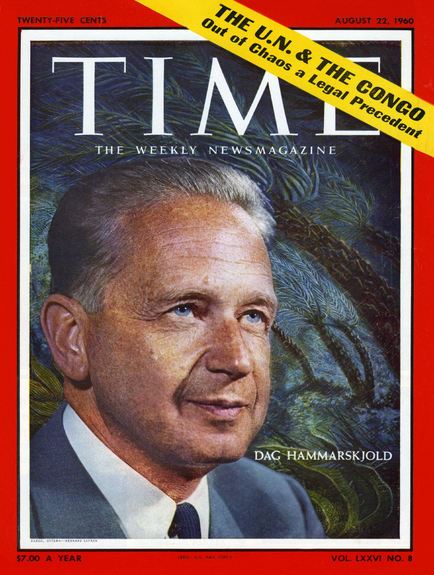 TWENTY-FIVE CENTS
AUGUST 22, 1960
THE U.N. & THE CONGO
Out of Chaos a Legal Precedent
TIME
THE WEEKLY NEWSMAGAZINE
DAG HAMMARSKJOLD
$7.00 A YEAR
VOL. LXXVI NO. 8